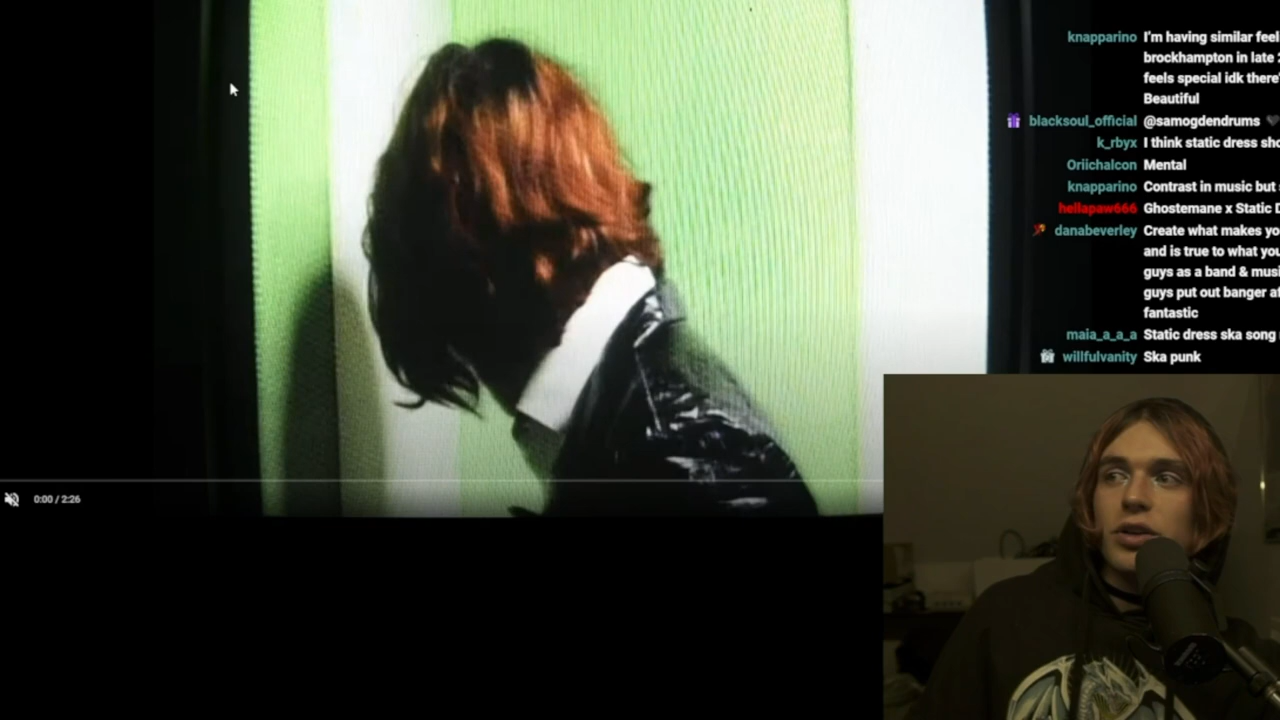 knapparino I'm having similar feel
brockhampton in late
feels special idk there'
Beautiful
blacksoul_official @samogdendrums
k_rbyx I think static dress sho
Oriichalcon Mental
knapparino Contrast in music but
hellapaw666 Ghostemane x Static D
danabeverley Create what makes yo
and is true to what you
guys as a band & musi
guys put out banger af
fantastic
maia_a_a_a Static dress ska song
willfulvanity Ska punk
0:00 / 2:26